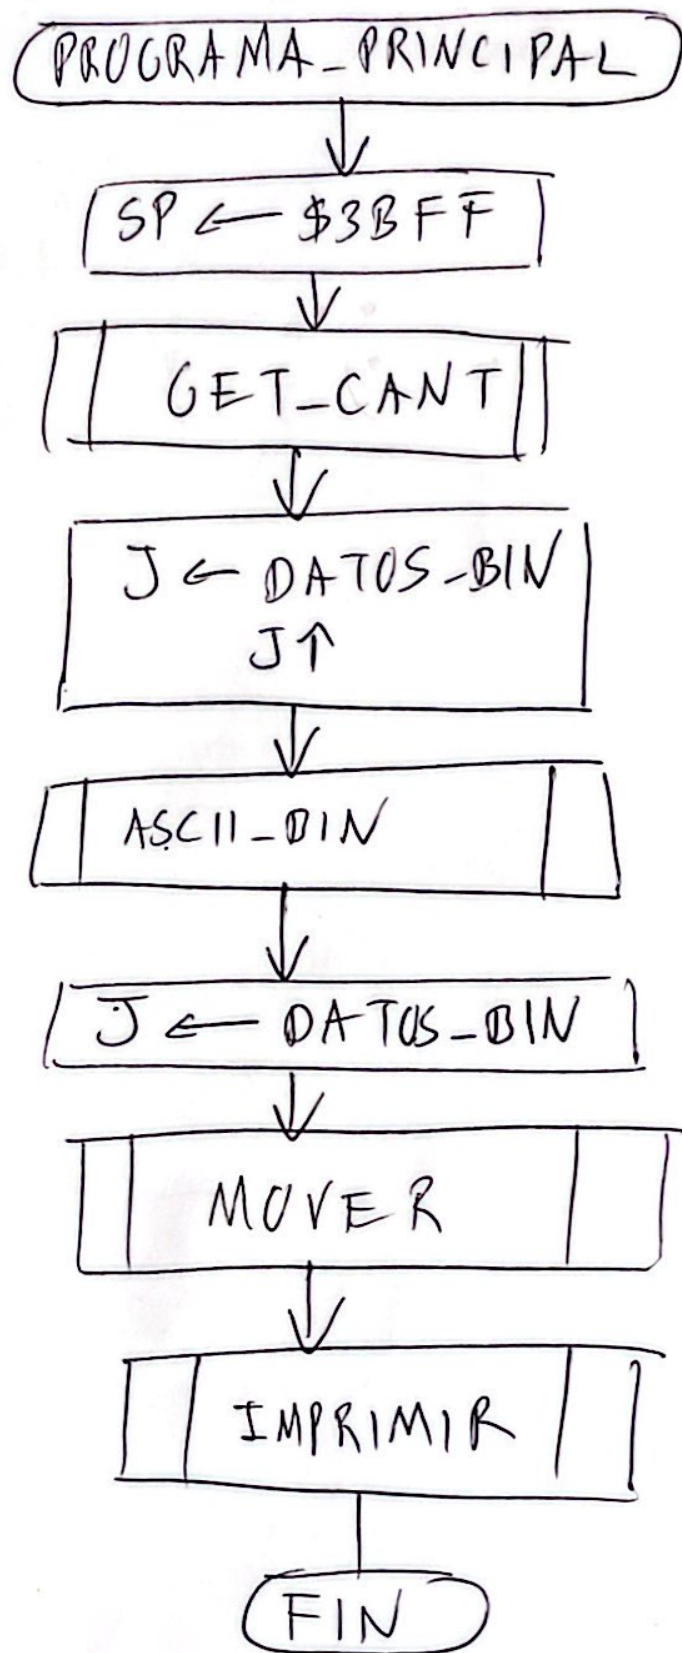 PROGRAMA_PRINCIPAL
SP ← $3BFF
GET_CANT
J ← DATOS_BIN
J↑
ASCII_BIN
J ← DATOS_BIN
MOVER
IMPRIMIR
FIN